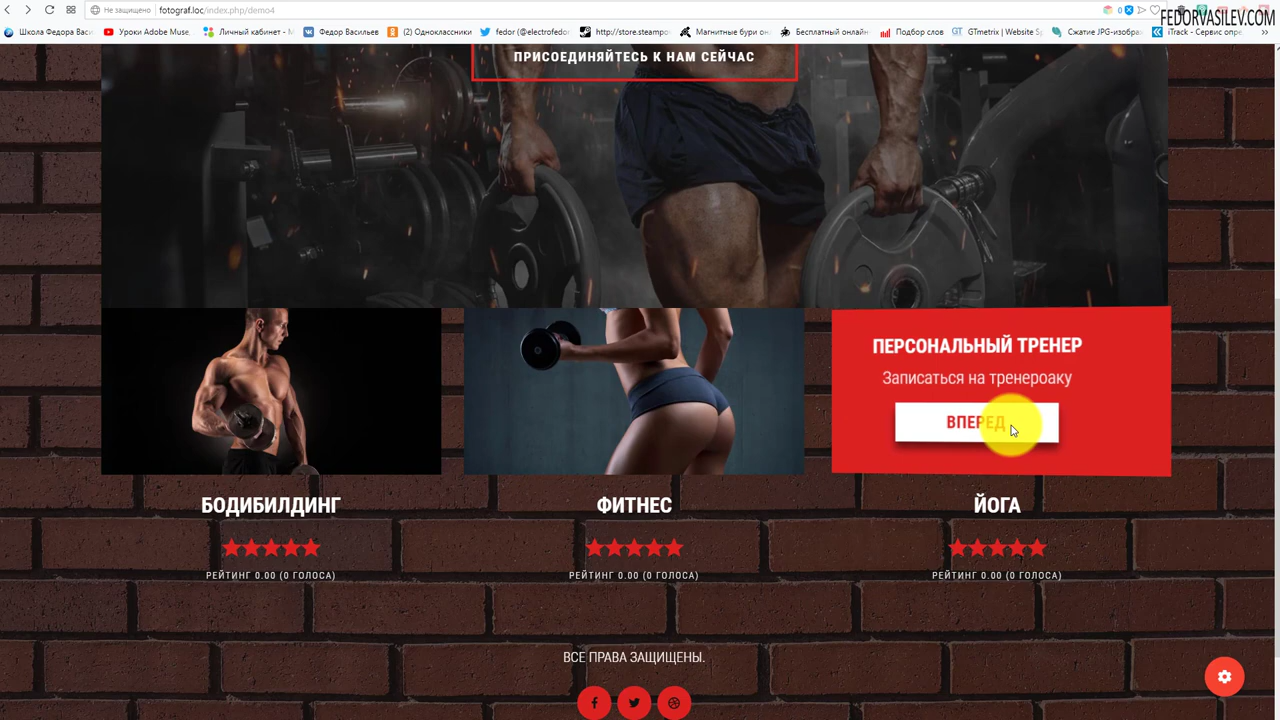 Не защищено fotograf.loc/index.php/demo4 0
FEDORVASILEV.COM
Школа Федора Васи Уроки Adobe Muse, Личный кабинет - Федор Васильев (2) Одноклассники fedor (@electrofedor http://store.steampo Магнитные бури он Бесплатный онлайн Подбор слов GT GTmetrix | Website S Сжатие JPG-изобра iTrack - Сервис опре
ПРИСОЕДИНЯЙТЕСЬ К НАМ СЕЙЧАС
ПЕРСОНАЛЬНЫЙ ТРЕНЕР
Записаться на тренероаку
ВПЕРЕД
БОДИБИЛДИНГ ФИТНЕС ЙОГА
РЕЙТИНГ 0.00 (0 ГОЛОСА) РЕЙТИНГ 0.00 (0 ГОЛОСА) РЕЙТИНГ 0.00 (0 ГОЛОСА)
ВСЕ ПРАВА ЗАЩИЩЕНЫ.